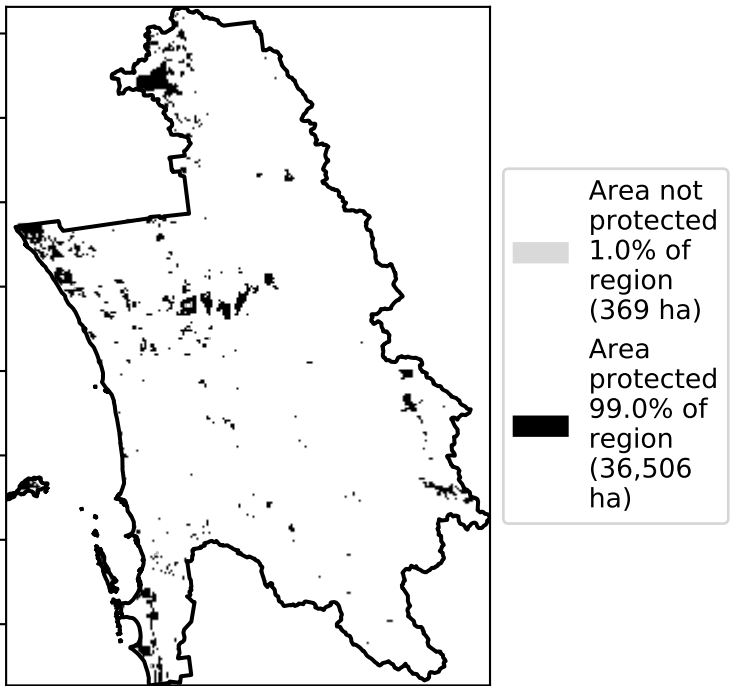 Area not
protected
1.0% of
region
(369 ha)
Area
protected
99.0% of
region
(36,506
ha)